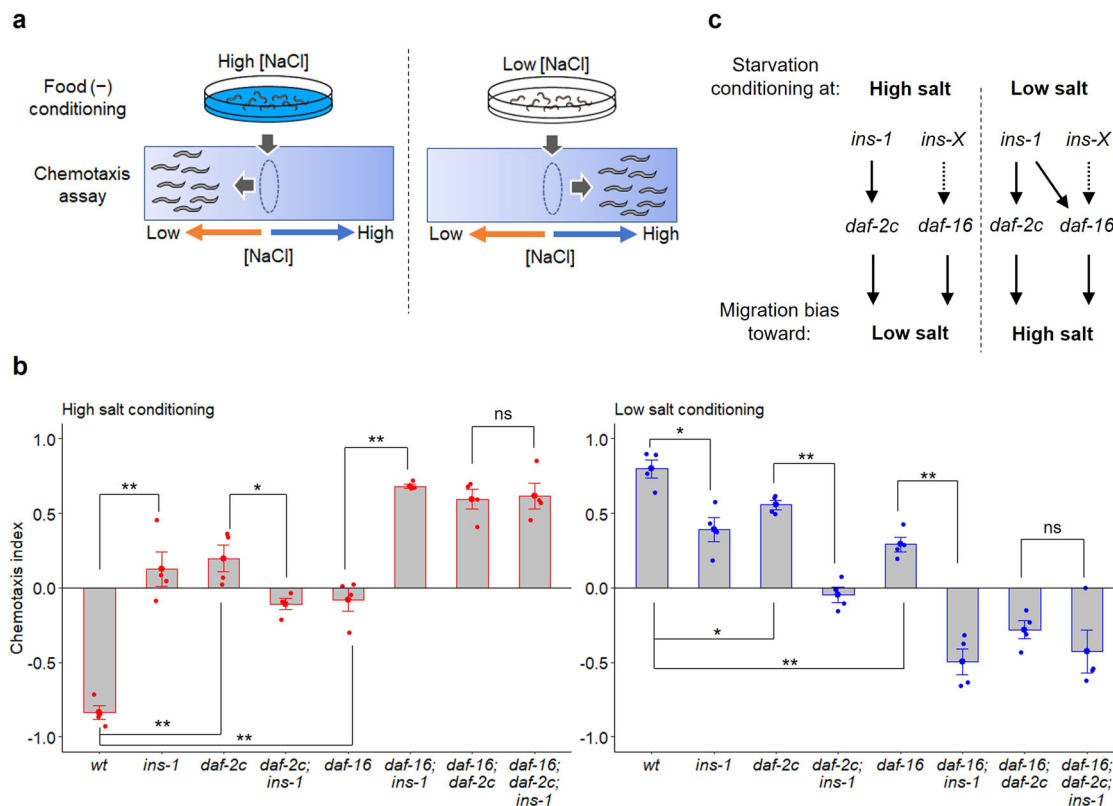 a
High [NaCl]
Low [NaCl]
Food (−)
conditioning
Chemotaxis
assay
Low
High
[NaCl]
Low
High
[NaCl]
c
Starvation
conditioning at:
High salt
Low salt
ins-1
ins-X
ins-1
ins-X
daf-2c
daf-16
daf-2c
daf-16
Migration bias
toward:
Low salt
High salt
b
High salt conditioning
Chemotaxis index
1.0
0.5
0.0
-0.5
-1.0
**
*
**
ns
**
**
wt
ins-1
daf-2c
daf-2c;
ins-1
daf-16
daf-16;
ins-1
daf-16;
daf-2c
daf-16;
daf-2c;
ins-1
Low salt conditioning
1.0
0.5
0.0
-0.5
-1.0
*
**
**
ns
*
**
wt
ins-1
daf-2c
daf-2c;
ins-1
daf-16
daf-16;
ins-1
daf-16;
daf-2c
daf-16;
daf-2c;
ins-1